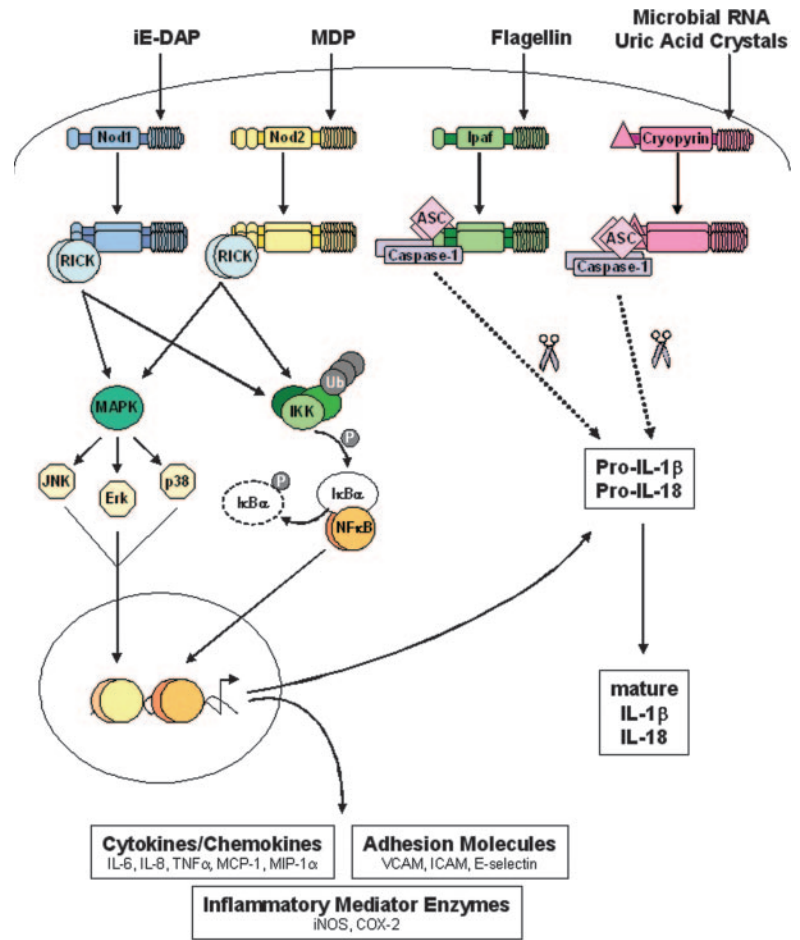 iE-DAP
MDP
Flagellin
Microbial RNA
Uric Acid Crystals
Nod1
Nod2
Ipaf
Cryopyrin
RICK
RICK
ASC
Caspase-1
ASC
Caspase-1
Ub
MAPK
IKK
P
JNK
Erk
p38
P
IκBα
IκBα
NFκB
Pro-IL-1β
Pro-IL-18
mature
IL-1β
IL-18
Cytokines/Chemokines
IL-6, IL-8, TNFα, MCP-1, MIP-1α
Adhesion Molecules
VCAM, ICAM, E-selectin
Inflammatory Mediator Enzymes
iNOS, COX-2